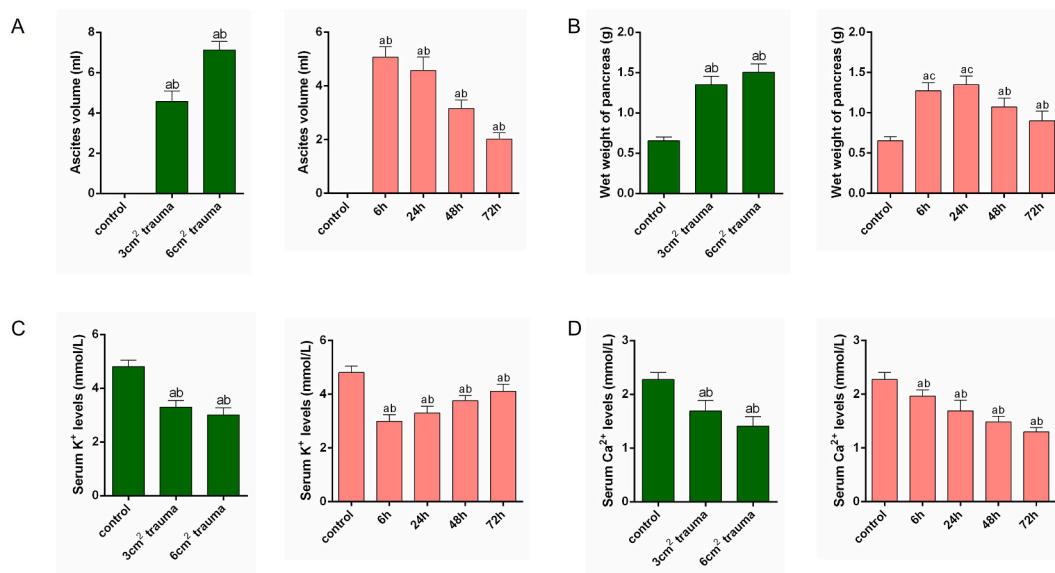 A
Ascites volume (ml)
8
6
4
2
0
ab
ab
control
3cm² trauma
6cm² trauma
Ascites volume (ml)
6
4
2
0
ab
ab
ab
ab
control
6h
24h
48h
72h
B
Wet weight of pancreas (g)
2.0
1.5
1.0
0.5
0.0
ab
ab
control
3cm² trauma
6cm² trauma
Wet weight of pancreas (g)
2.0
1.5
1.0
0.5
0.0
ac
ac
ab
ab
control
6h
24h
48h
72h
C
Serum K⁺ levels (mmol/L)
6
4
2
0
ab
ab
control
3cm² trauma
6cm² trauma
Serum K⁺ levels (mmol/L)
6
4
2
0
ab
ab
ab
ab
control
6h
24h
48h
72h
D
Serum Ca²⁺ levels (mmol/L)
3
2
1
0
ab
ab
control
3cm² trauma
6cm² trauma
Serum Ca²⁺ levels (mmol/L)
3
2
1
0
ab
ab
ab
ab
control
6h
24h
48h
72h